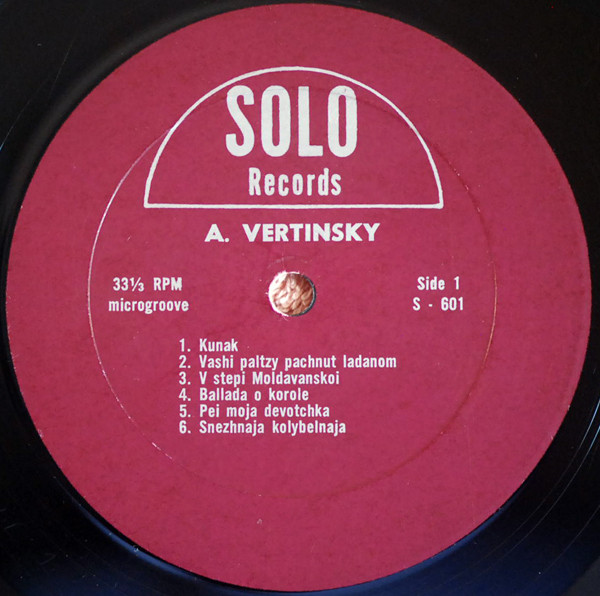 SOLO
Records
A. VERTINSKY
33⅓ RPM
microgroove
Side 1
S - 601
1. Kunak
2. Vashi paltzy pachnut ladanom
3. V stepi Moldavanskoi
4. Ballada o korole
5. Pei moja devotchka
6. Snezhnaja kolybelnaja